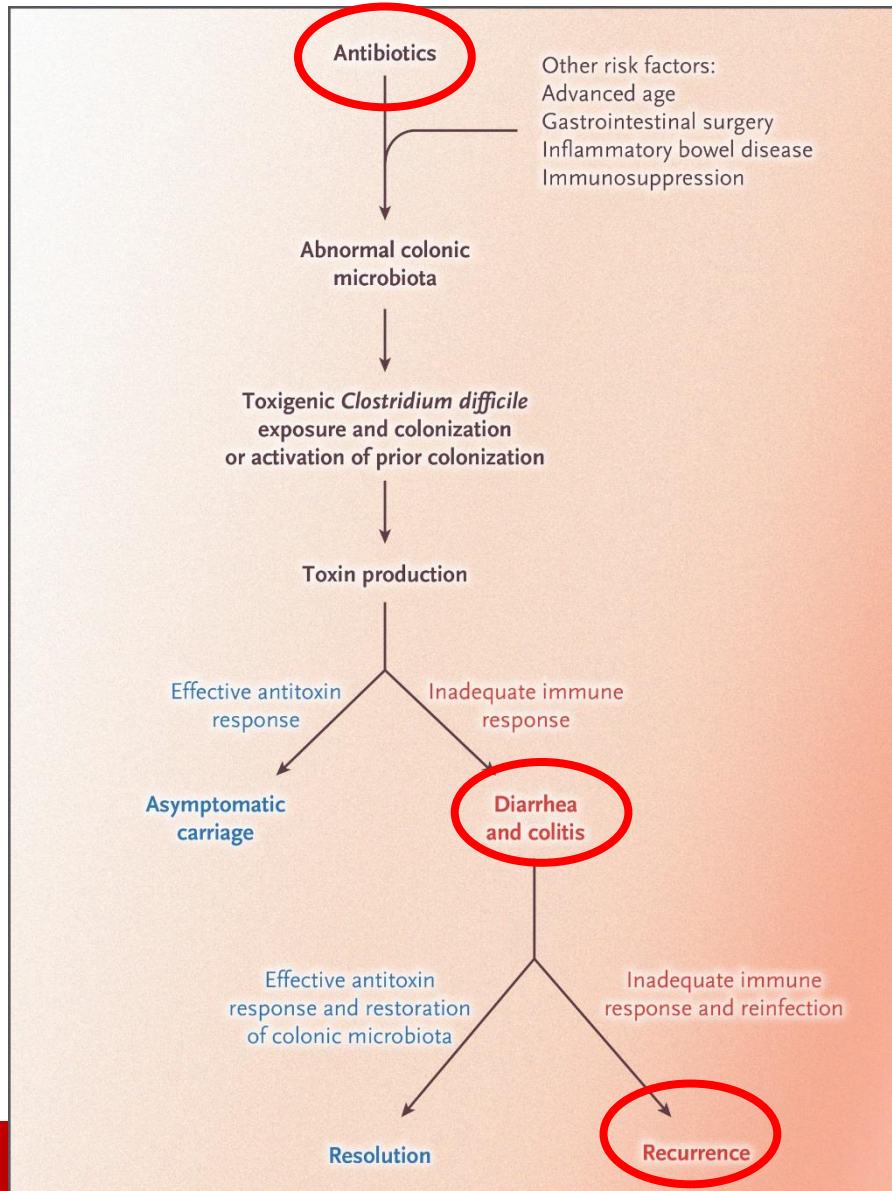 Antibiotics
Other risk factors:
Advanced age
Gastrointestinal surgery
Inflammatory bowel disease
Immunosuppression
Abnormal colonic
microbiota
Toxigenic Clostridium difficile
exposure and colonization
or activation of prior colonization
Toxin production
Effective antitoxin
response
Inadequate immune
response
Asymptomatic
carriage
Diarrhea
and colitis
Effective antitoxin
response and restoration
of colonic microbiota
Inadequate immune
response and reinfection
Resolution
Recurrence